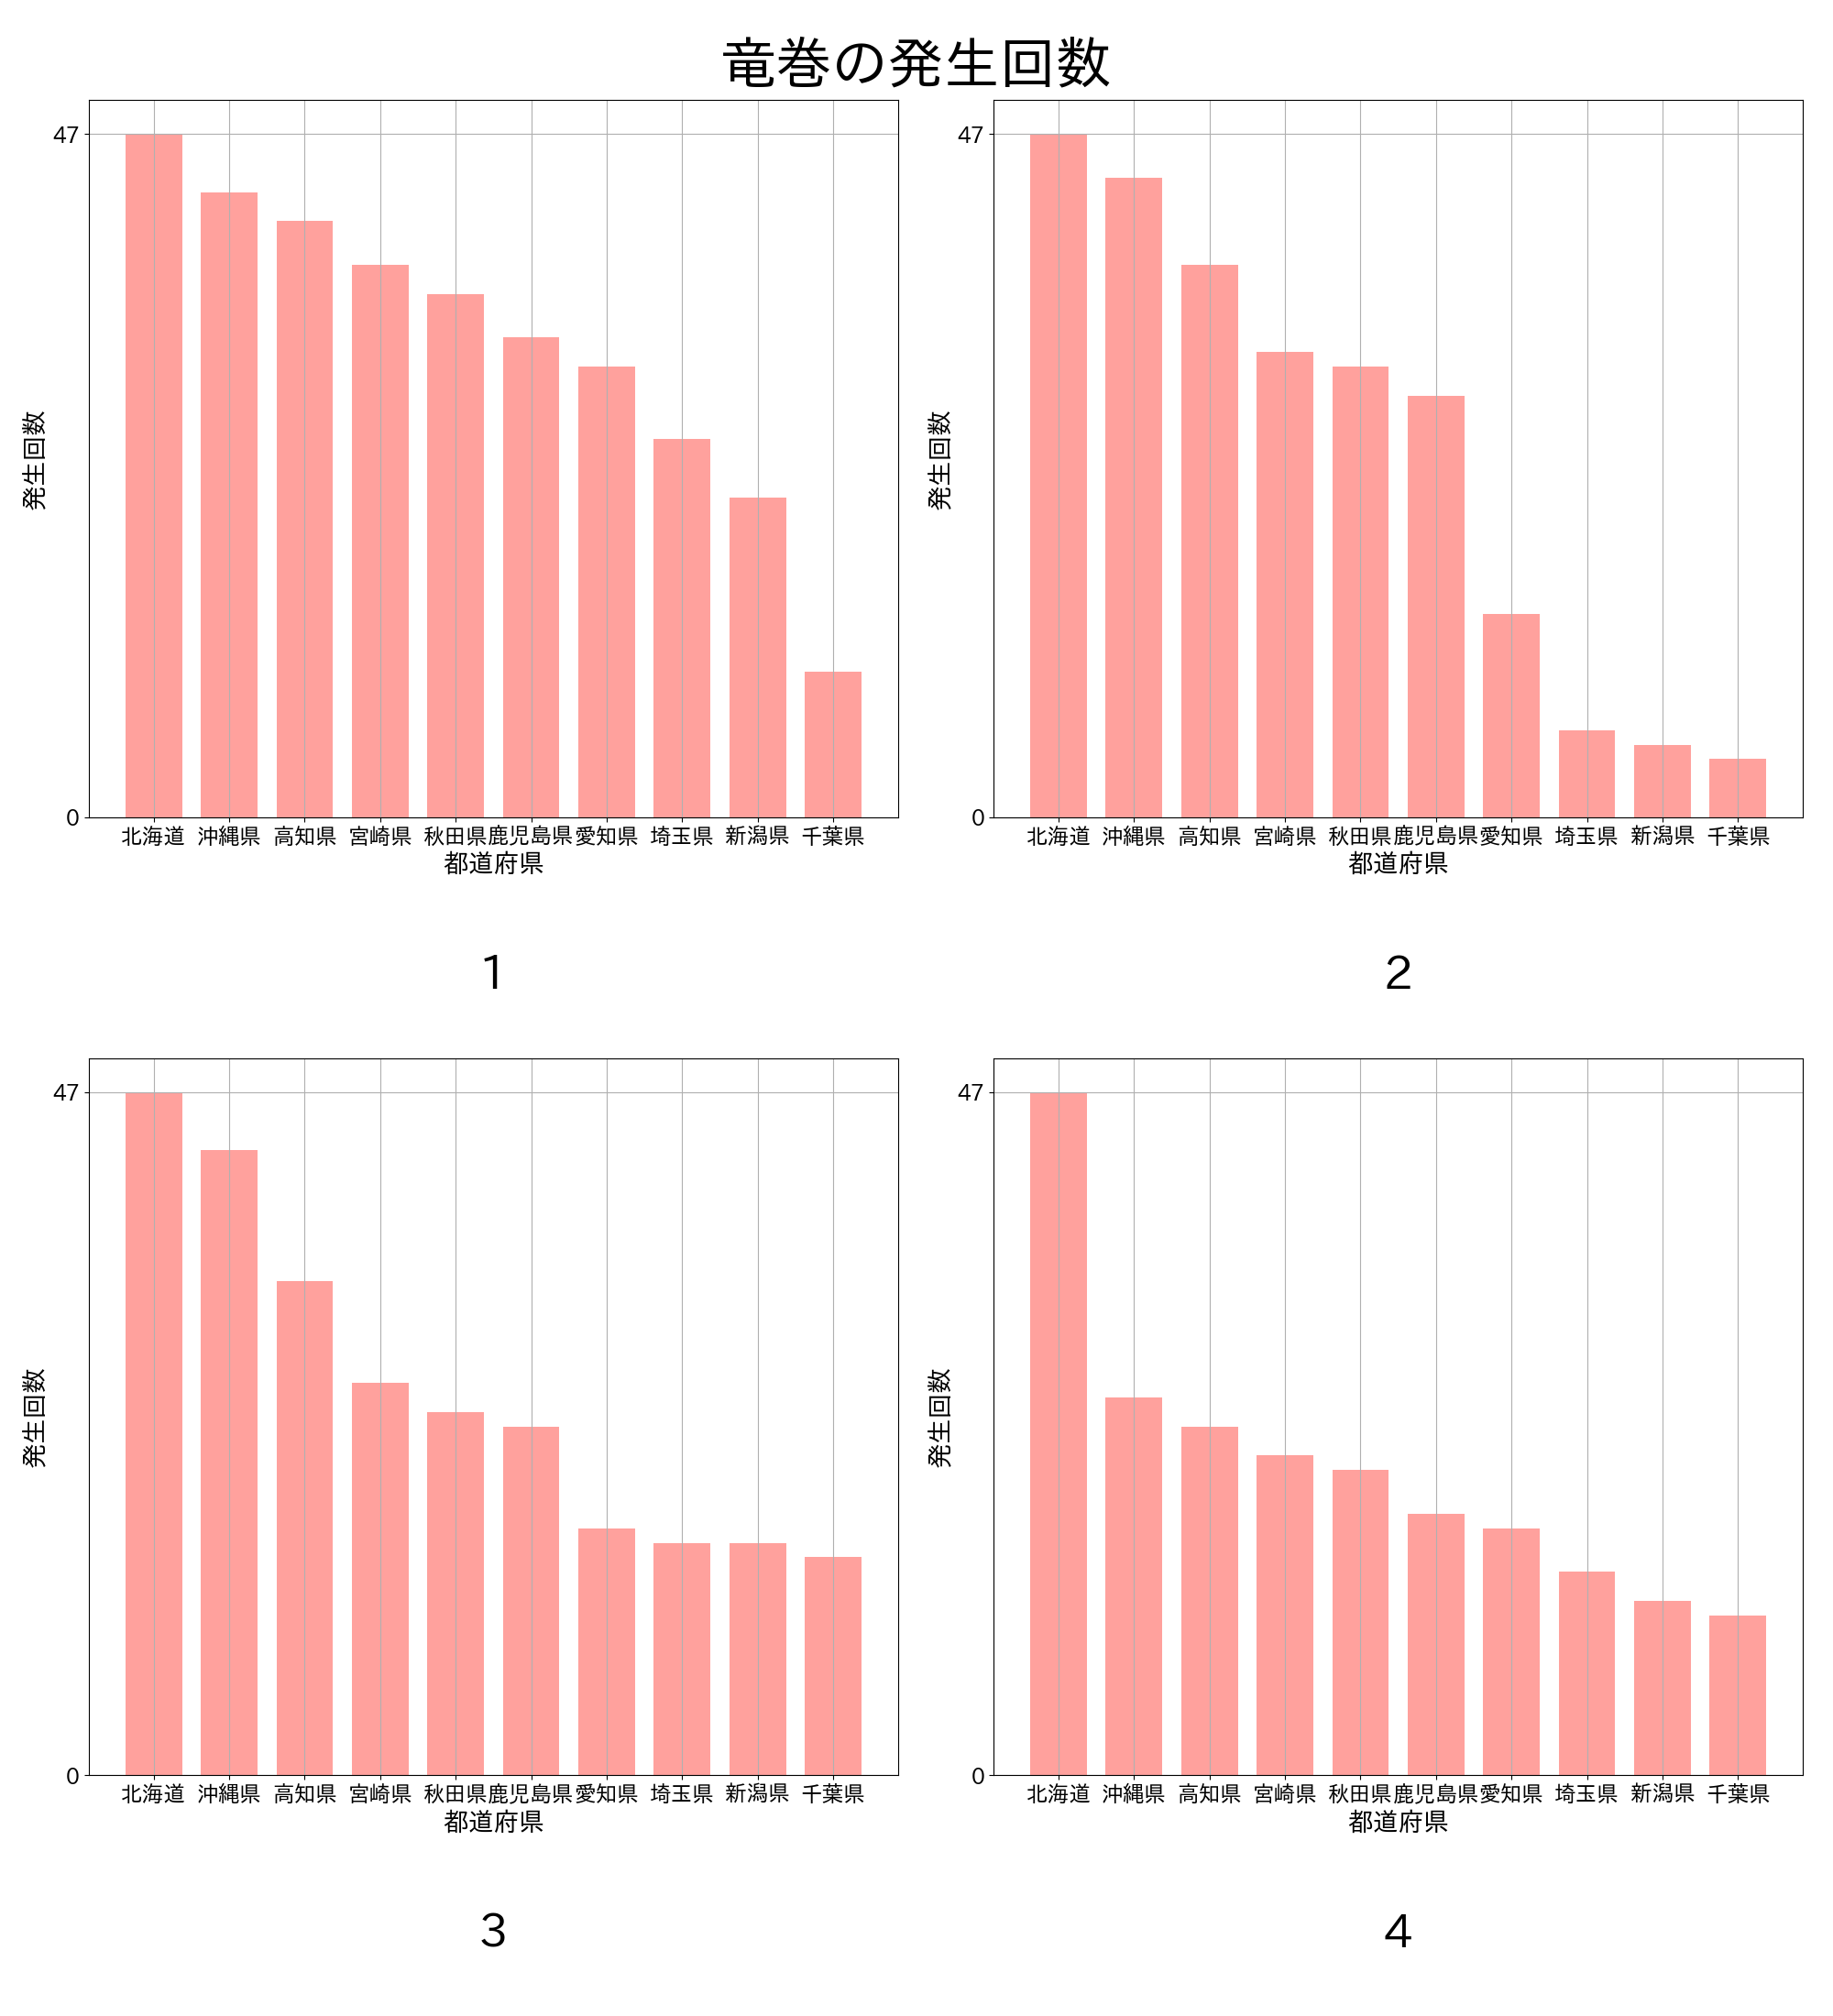 竜巻の発生回数
47
0
発生回数
北海道 沖縄県 高知県 宮崎県 秋田県 鹿児島県 愛知県 埼玉県 新潟県 千葉県
都道府県
1
47
0
発生回数
北海道 沖縄県 高知県 宮崎県 秋田県 鹿児島県 愛知県 埼玉県 新潟県 千葉県
都道府県
2
47
0
発生回数
北海道 沖縄県 高知県 宮崎県 秋田県 鹿児島県 愛知県 埼玉県 新潟県 千葉県
都道府県
3
47
0
発生回数
北海道 沖縄県 高知県 宮崎県 秋田県 鹿児島県 愛知県 埼玉県 新潟県 千葉県
都道府県
4